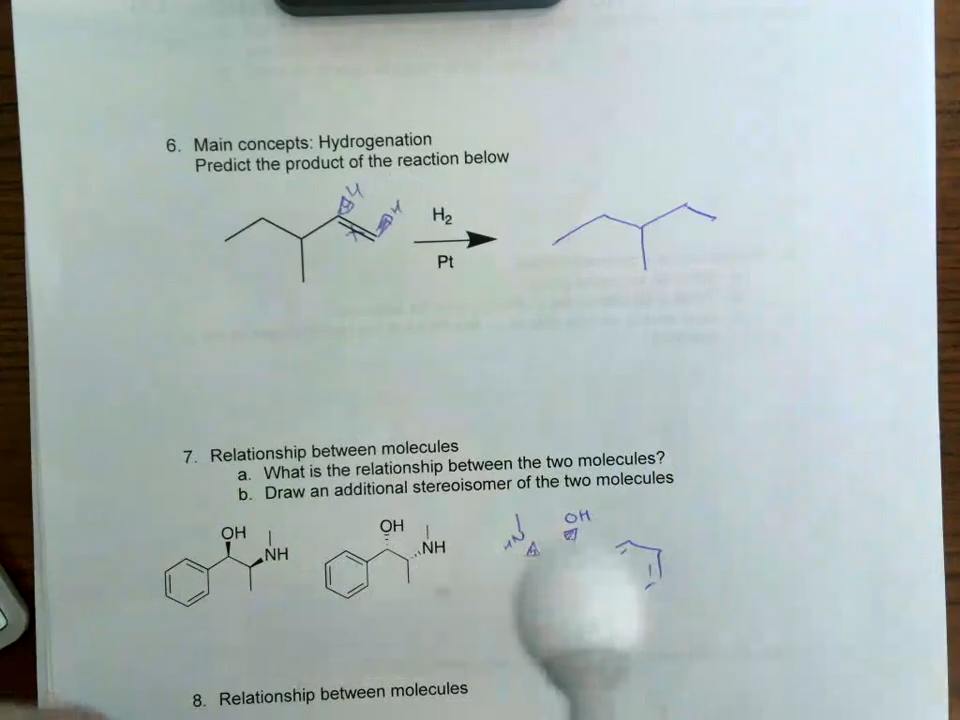 6. Main concepts: Hydrogenation
Predict the product of the reaction below
H
H
H₂
Pt
7. Relationship between molecules
a. What is the relationship between the two molecules?
b. Draw an additional stereoisomer of the two molecules
OH
NH
OH
NH
HN
OH
8. Relationship between molecules